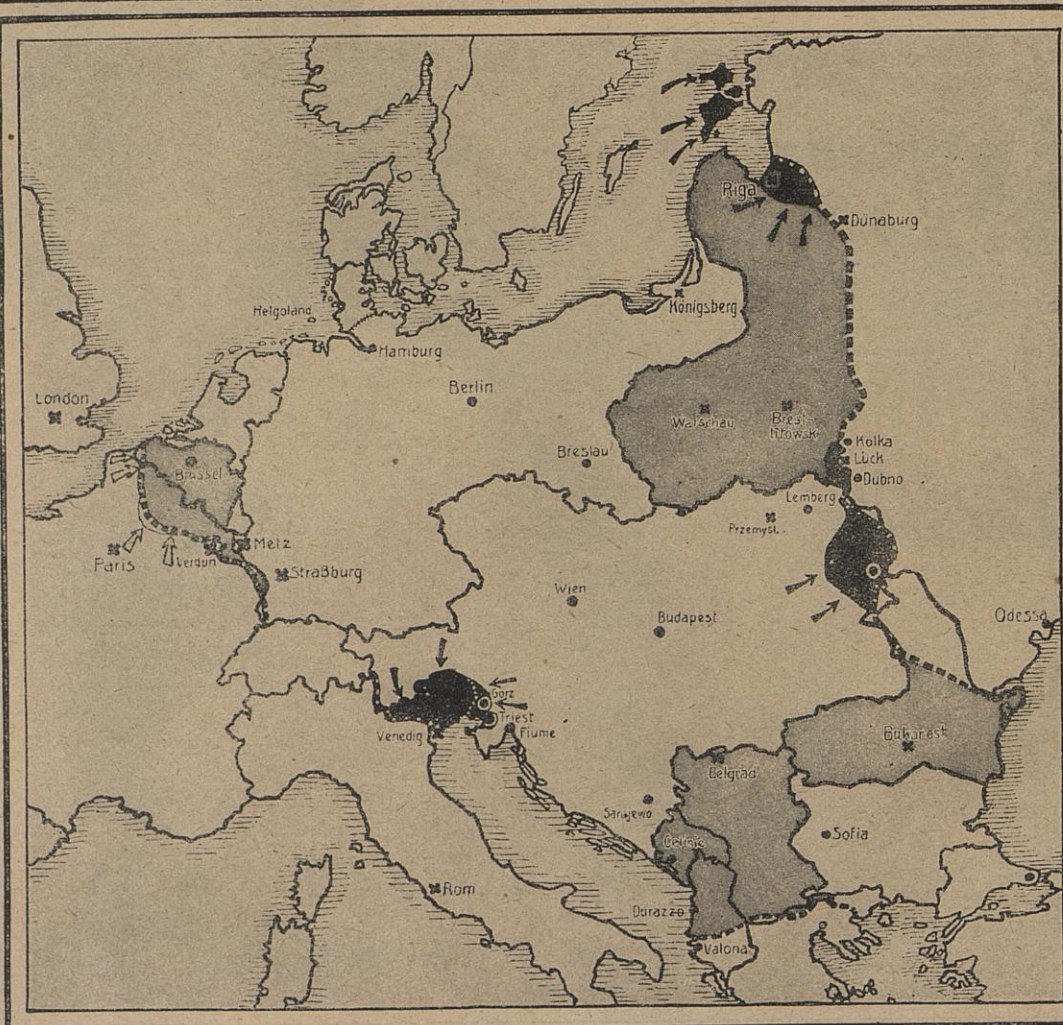 Riga
Dünaburg
Königsberg
Helgoland
Hamburg
Berlin
London
Warschau
Brest
litowsk
Kolka
Luck
Dubno
Breslau
Brüssel
Lemberg
Przemysl.
Metz
Paris
Verdun
Straßburg
Wien
Budapest
Odessa
Görz
Triest
Venedig
Fiume
Bukarest
Belgrad
Sarajewo
Sofia
Cetinje
Rom
Durazzo
Valona